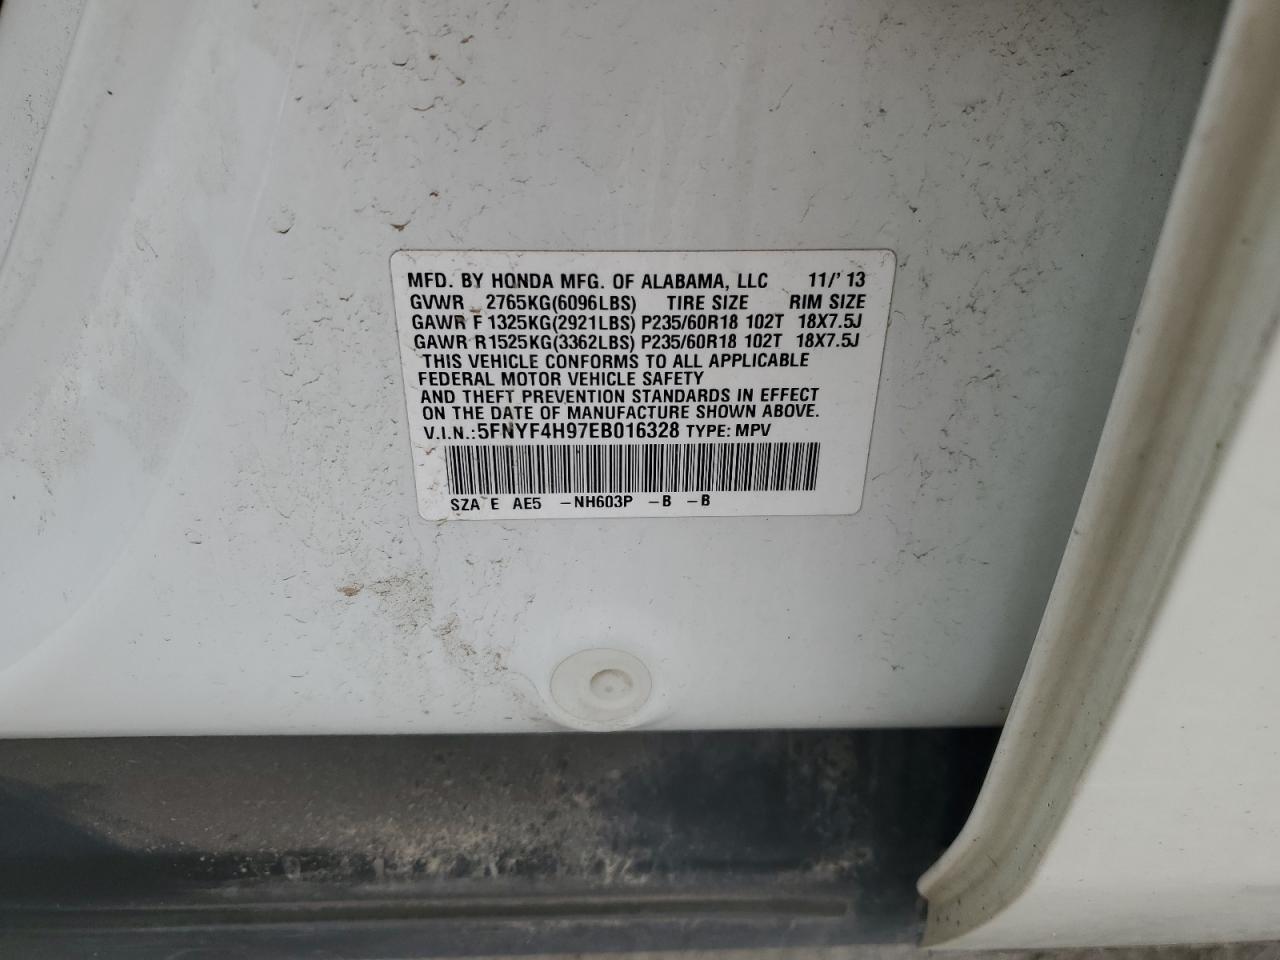 MFD. BY HONDA MFG. OF ALABAMA, LLC 11/'13
GVWR 2765KG(6096LBS) TIRE SIZE RIM SIZE
GAWR F 1325KG(2921LBS) P235/60R18 102T 18X7.5J
GAWR R1525KG(3362LBS) P235/60R18 102T 18X7.5J
THIS VEHICLE CONFORMS TO ALL APPLICABLE
FEDERAL MOTOR VEHICLE SAFETY
AND THEFT PREVENTION STANDARDS IN EFFECT
ON THE DATE OF MANUFACTURE SHOWN ABOVE.
V.I.N.:5FNYF4H97EB016328 TYPE: MPV
SZA E AE5 -NH603P -B -B